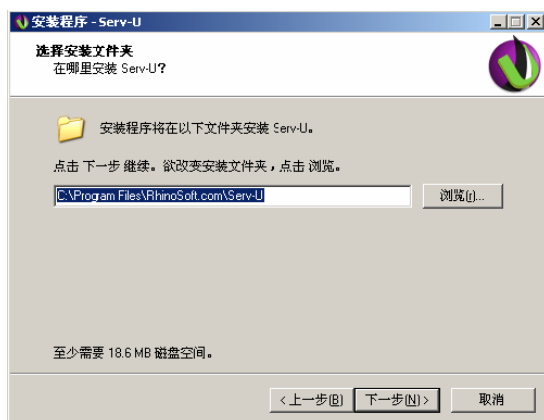 安装程序 - Serv-U
选择安装文件夹
在哪里安装 Serv-U?
安装程序将在以下文件夹安装 Serv-U。
点击 下一步 继续。欲改变安装文件夹，点击 浏览。
C:\Program Files\RhinoSoft.com\Serv-U
浏览(r)...
至少需要 18.6 MB 磁盘空间。
<上一步(B) 下一步(N)> 取消